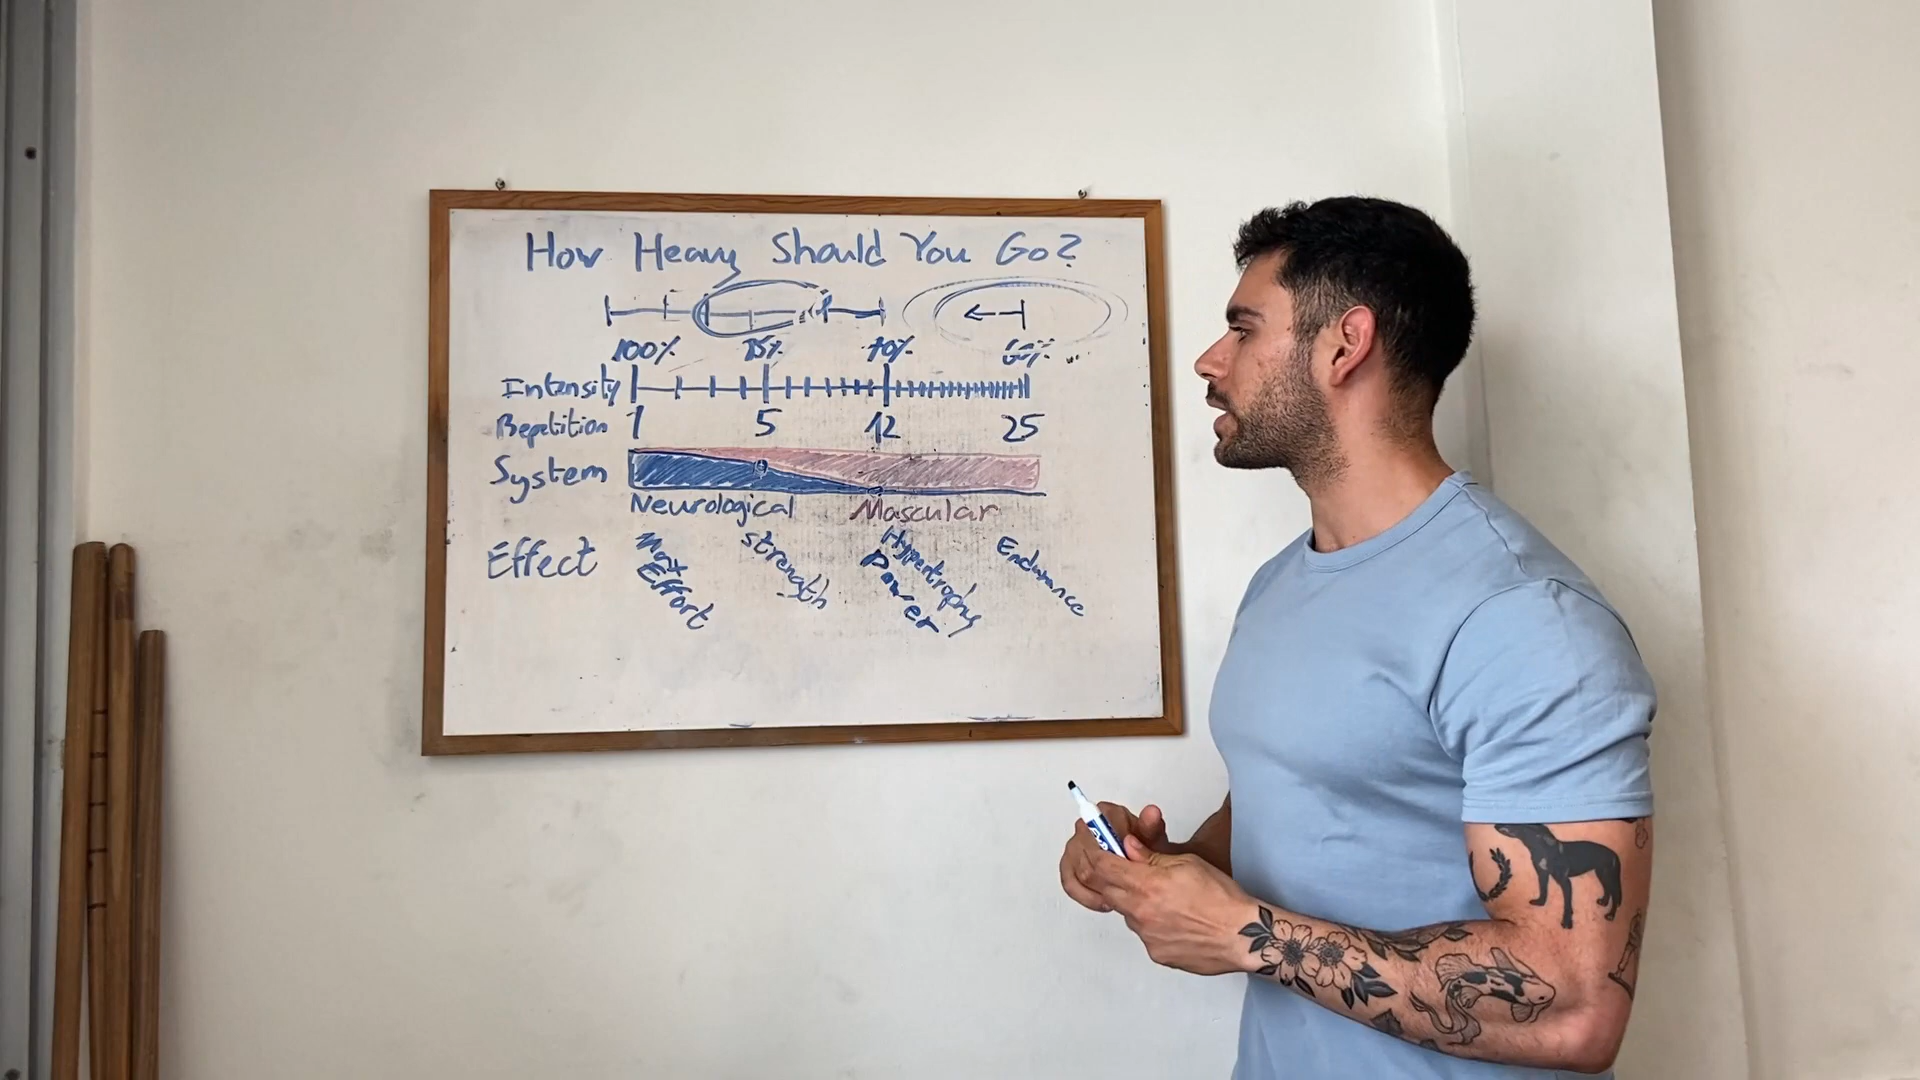 How Heavy Should You Go?
100% 75% 70% 60%
Intensity
Repetition 1 5 12 25
System
Neurological Mascular
Effect Max Effort strength Hypertrophy Power Endurance